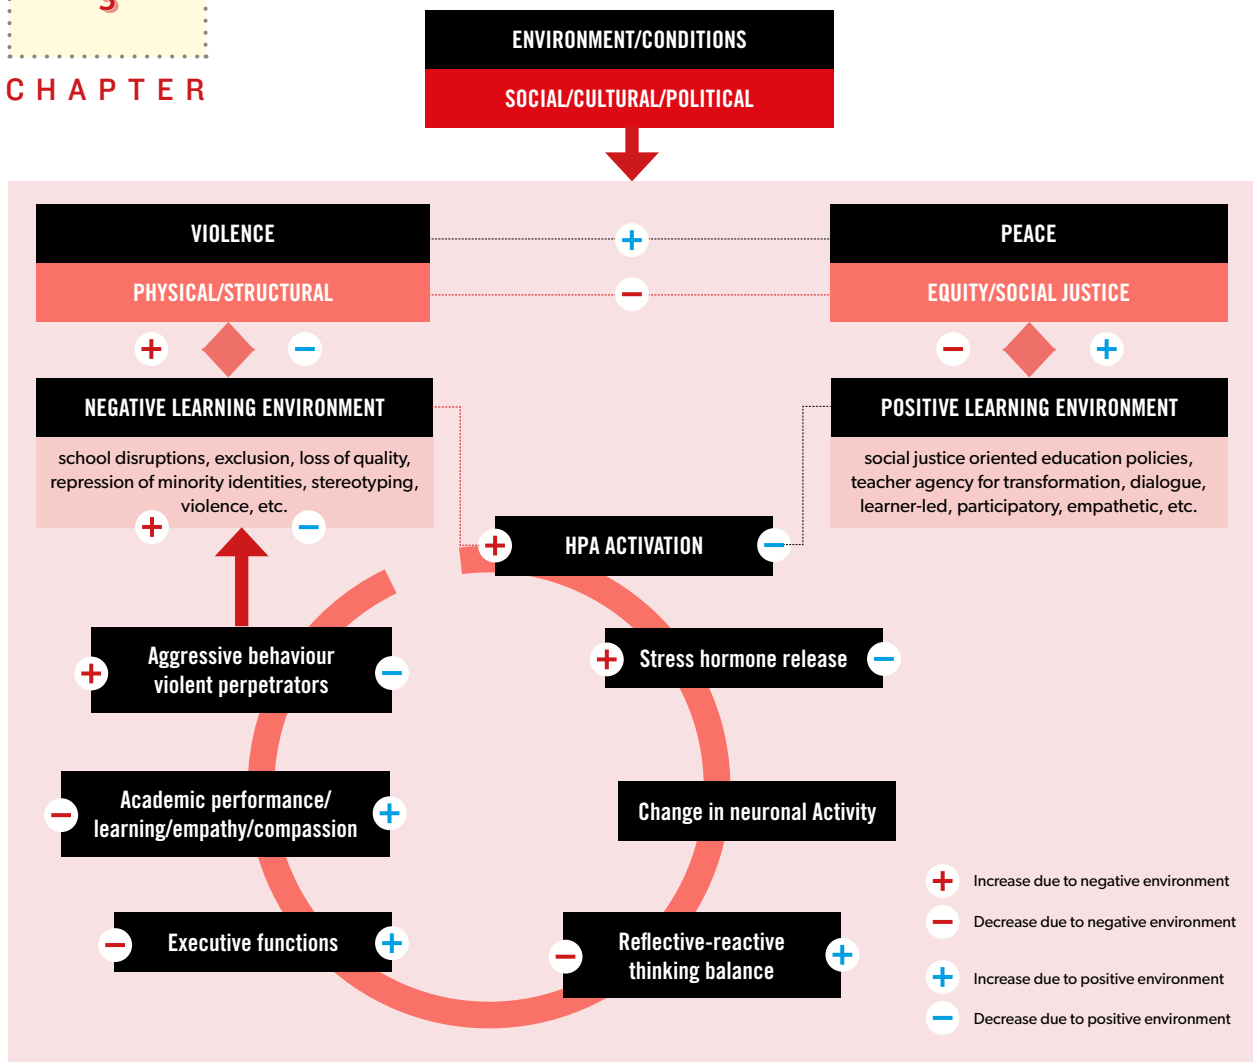 3
CHAPTER
ENVIRONMENT/CONDITIONS
SOCIAL/CULTURAL/POLITICAL
VIOLENCE
PHYSICAL/STRUCTURAL
+
−
PEACE
EQUITY/SOCIAL JUSTICE
+
−
−
+
NEGATIVE LEARNING ENVIRONMENT
school disruptions, exclusion, loss of quality,
repression of minority identities, stereotyping,
violence, etc.
+
−
POSITIVE LEARNING ENVIRONMENT
social justice oriented education policies,
teacher agency for transformation, dialogue,
learner-led, participatory, empathetic, etc.
+
HPA ACTIVATION
−
+
Stress hormone release
−
Change in neuronal Activity
−
Reflective-reactive
thinking balance
+
−
Executive functions
+
−
Academic performance/
learning/empathy/compassion
+
+
Aggressive behaviour
violent perpetrators
−
+ Increase due to negative environment
− Decrease due to negative environment
+ Increase due to positive environment
− Decrease due to positive environment